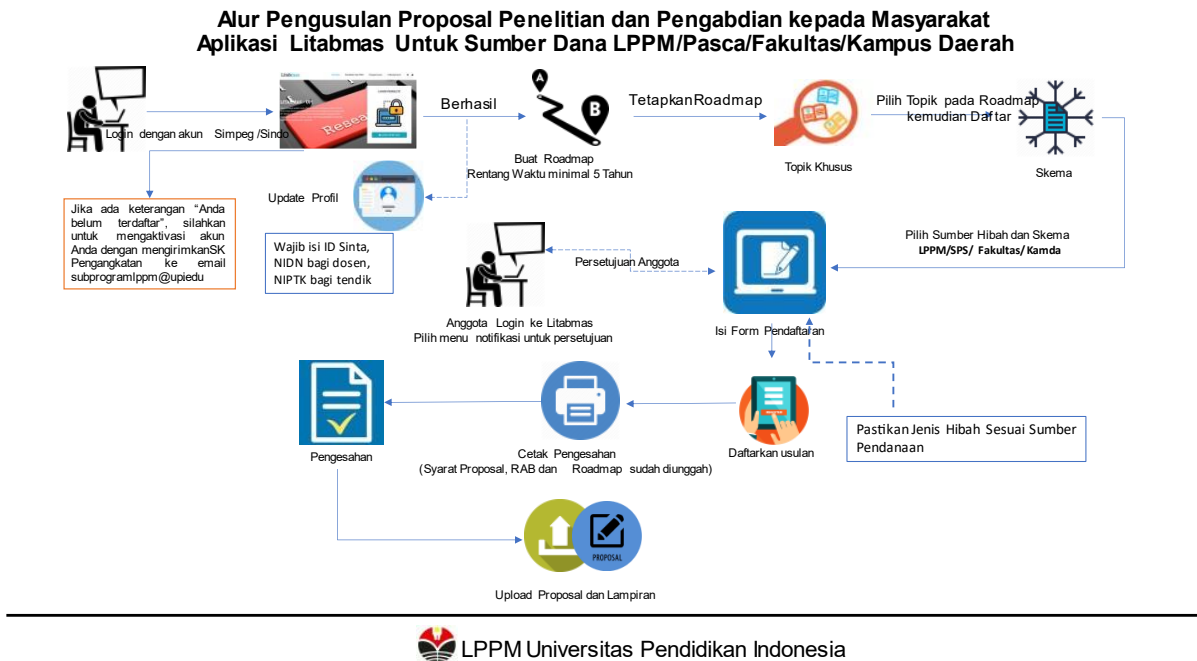 Alur Pengusulan Proposal Penelitian dan Pengabdian kepada Masyarakat
Aplikasi Litabmas Untuk Sumber Dana LPPM/Pasca/Fakultas/Kampus Daerah
Login dengan akun Simpeg /Sindo
Resea
Berhasil
Buat Roadmap
Rentang Waktu minimal 5 Tahun
A
B
TetapkanRoadmap
Topik Khusus
Pilih Topik pada Roadmap
kemudian Daftar
Skema
Update Profil
Jika ada keterangan “Anda
belum terdaftar”, silahkan
untuk mengaktivasi akun
Anda dengan mengirimkanSK
Pengangkatan ke email
subprogramlppm@upiedu
Wajib isi ID Sinta,
NIDN bagi dosen,
NIPTK bagi tendik
Pilih Sumber Hibah dan Skema
LPPM/SPS/ Fakultas/Kamda
Persetujuan Anggota
Anggota Login ke Litabmas
Pilih menu notifikasi untuk persetujuan
Isi Form Pendaftaran
Pastikan Jenis Hibah Sesuai Sumber
Pendanaan
Daftarkan usulan
Cetak Pengesahan
(Syarat Proposal, RAB dan Roadmap sudah diunggah)
Pengesahan
PROPOSAL
Upload Proposal dan Lampiran
LPPM Universitas Pendidikan Indonesia